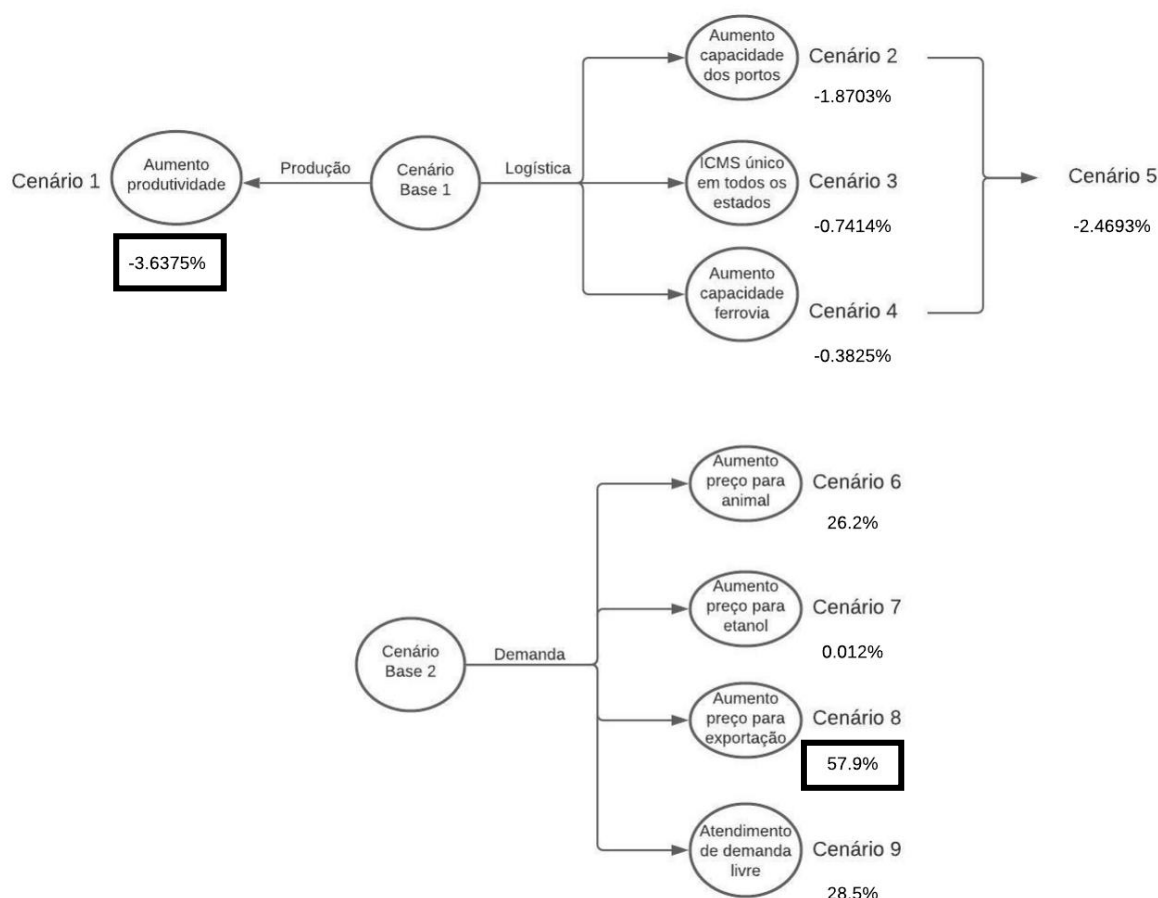 Aumento
capacidade
dos portos
Cenário 2
-1.8703%
Cenário 1
Aumento
produtividade
-3.6375%
Produção
Cenário
Base 1
Logística
ICMS único
em todos os
estados
Cenário 3
-0.7414%
Cenário 5
-2.4693%
Aumento
capacidade
ferrovia
Cenário 4
-0.3825%
Aumento
preço para
animal
Cenário 6
26.2%
Aumento
preço para
etanol
Cenário 7
0.012%
Cenário
Base 2
Demanda
Aumento
preço para
exportação
Cenário 8
57.9%
Atendimento
de demanda
livre
Cenário 9
28.5%